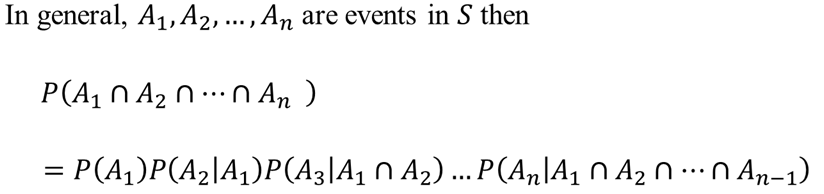 In general, A₁, A₂, …, Aₙ are events in S then
P(A₁ ∩ A₂ ∩ ⋯ ∩ Aₙ )
= P(A₁)P(A₂|A₁)P(A₃|A₁ ∩ A₂) … P(Aₙ|A₁ ∩ A₂ ∩ ⋯ ∩ Aₙ₋₁)